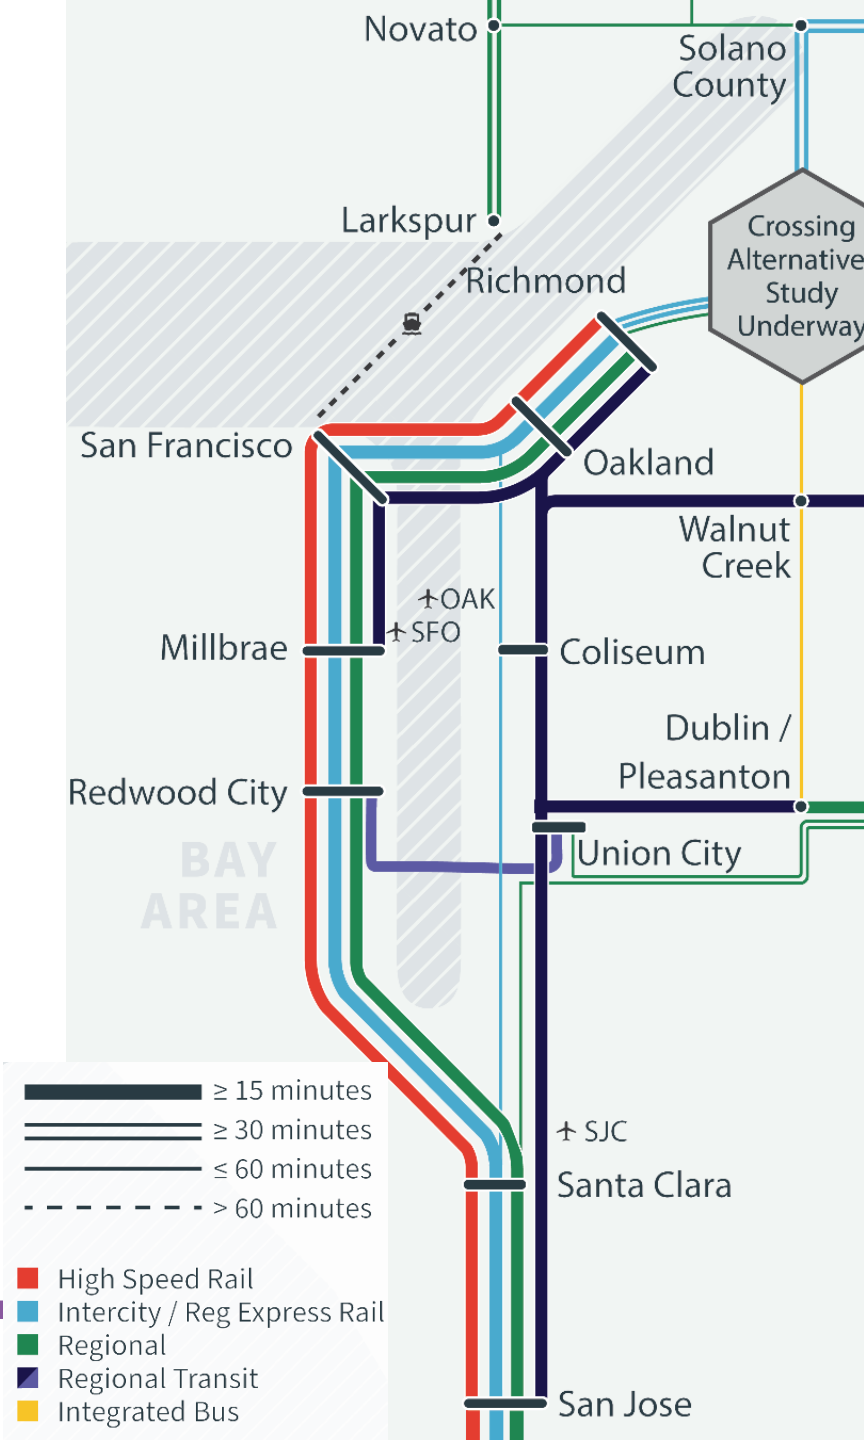 Novato
Solano
County
Larkspur
Crossing
Alternative
Study
Underway
Richmond
San Francisco
Oakland
Walnut
Creek
OAK
SFO
Millbrae
Coliseum
Dublin /
Pleasanton
Redwood City
Union City
BAY
AREA
≥ 15 minutes
≥ 30 minutes
≤ 60 minutes
> 60 minutes
SJC
Santa Clara
High Speed Rail
Intercity / Reg Express Rail
Regional
Regional Transit
Integrated Bus
San Jose